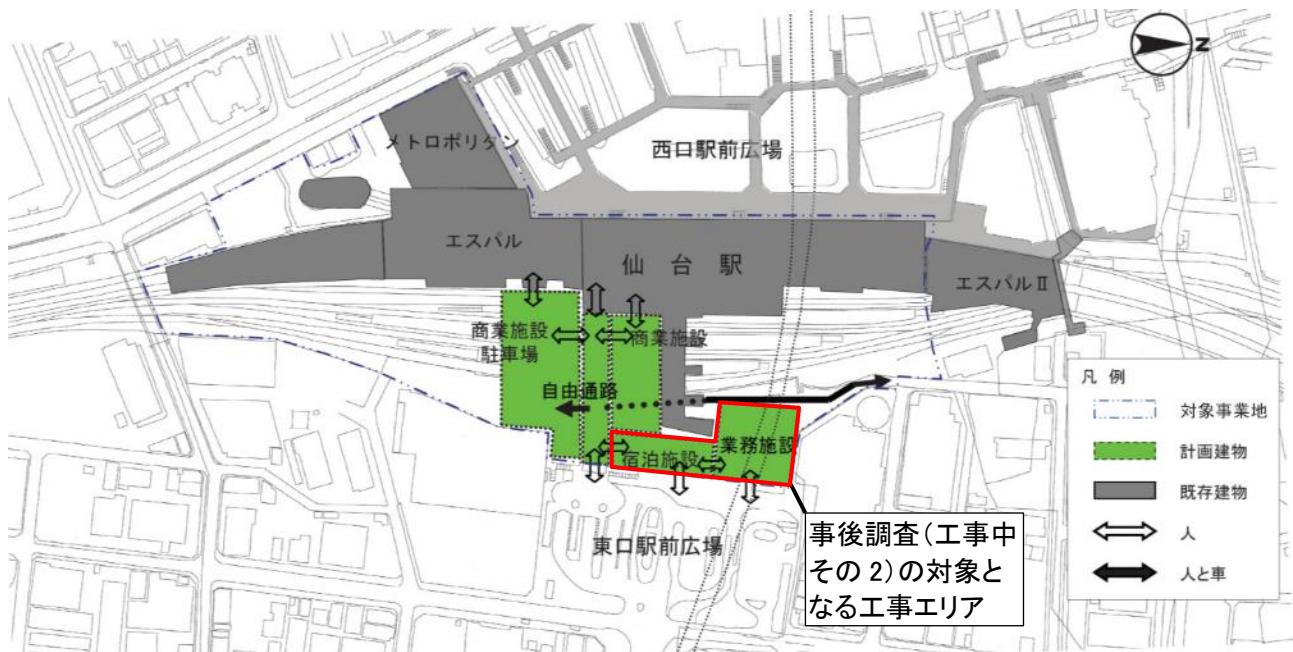 N
メトロポリタン
西口駅前広場
エスパル
仙台駅
エスパルⅡ
商業施設
駐車場
商業施設
自由通路
宿泊施設
業務施設
東口駅前広場
事後調査(工事中
その2)の対象と
なる工事エリア
凡例
対象事業地
計画建物
既存建物
人
人と車